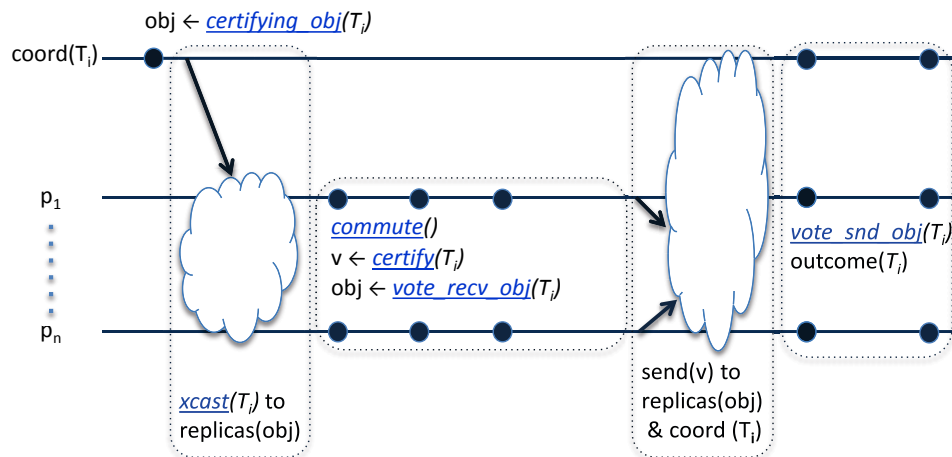 obj ← certifying_obj(Tᵢ)
coord(Tᵢ)
p₁
commute()
v ← certify(Tᵢ)
obj ← vote_recv_obj(Tᵢ)
vote_snd_obj(Tᵢ)
outcome(Tᵢ)
pₙ
xcast(Tᵢ) to
replicas(obj)
send(v) to
replicas(obj)
& coord (Tᵢ)